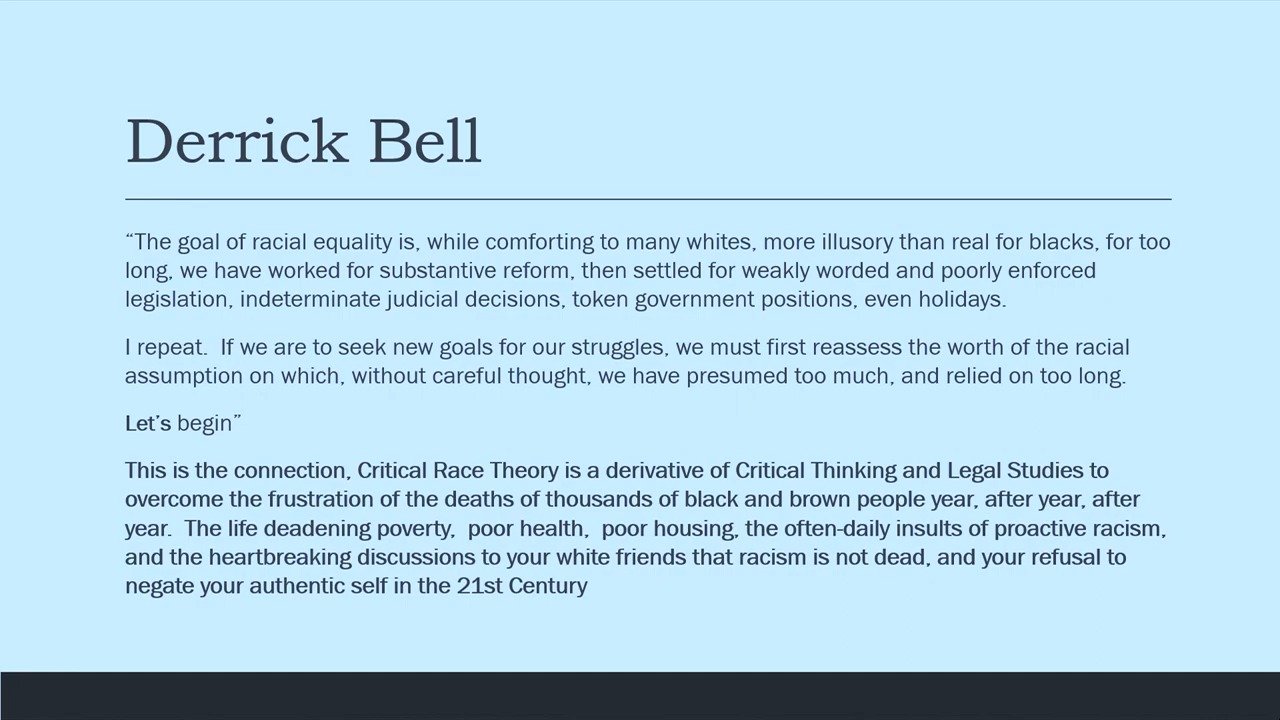 Derrick Bell
“The goal of racial equality is, while comforting to many whites, more illusory than real for blacks, for too
long, we have worked for substantive reform, then settled for weakly worded and poorly enforced
legislation, indeterminate judicial decisions, token government positions, even holidays.
I repeat.  If we are to seek new goals for our struggles, we must first reassess the worth of the racial
assumption on which, without careful thought, we have presumed too much, and relied on too long.
Let’s begin”
This is the connection, Critical Race Theory is a derivative of Critical Thinking and Legal Studies to
overcome the frustration of the deaths of thousands of black and brown people year, after year, after
year.  The life deadening poverty,  poor health,  poor housing, the often-daily insults of proactive racism,
and the heartbreaking discussions to your white friends that racism is not dead, and your refusal to
negate your authentic self in the 21st Century